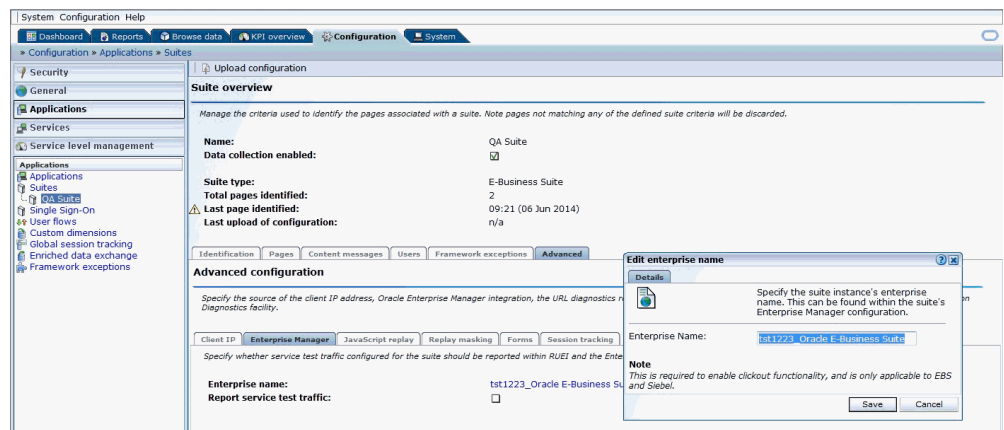 System Configuration Help
Dashboard Reports Browse data KPI overview Configuration System
» Configuration » Applications » Suites
Security
General
Applications
Services
Service level management
Applications
Applications
Suites
QA Suite
Single Sign-On
User flows
Custom dimensions
Global session tracking
Enriched data exchange
Framework exceptions
Upload configuration
Suite overview
Manage the criteria used to identify the pages associated with a suite. Note pages not matching any of the defined suite criteria will be discarded.
Name: QA Suite
Data collection enabled:
Suite type: E-Business Suite
Total pages identified: 2
Last page identified: 09:21 (06 Jun 2014)
Last upload of configuration: n/a
Identification Pages Content messages Users Framework exceptions Advanced
Advanced configuration
Specify the source of the client IP address, Oracle Enterprise Manager integration, the URL diagnostics r
on
Diagnostics facility.
Client IP Enterprise Manager JavaScript replay Replay masking Forms Session tracking
Specify whether service test traffic configured for the suite should be reported within RUEI and the Ente
Enterprise name: tst1223_Oracle E-Business Su
Report service test traffic:
Edit enterprise name
Details
Specify the suite instance's enterprise
name. This can be found within the suite's
Enterprise Manager configuration.
Enterprise Name: tst1223_Oracle E-Business Suite
Note
This is required to enable clickout functionality, and is only applicable to EBS
and Siebel.
Save Cancel